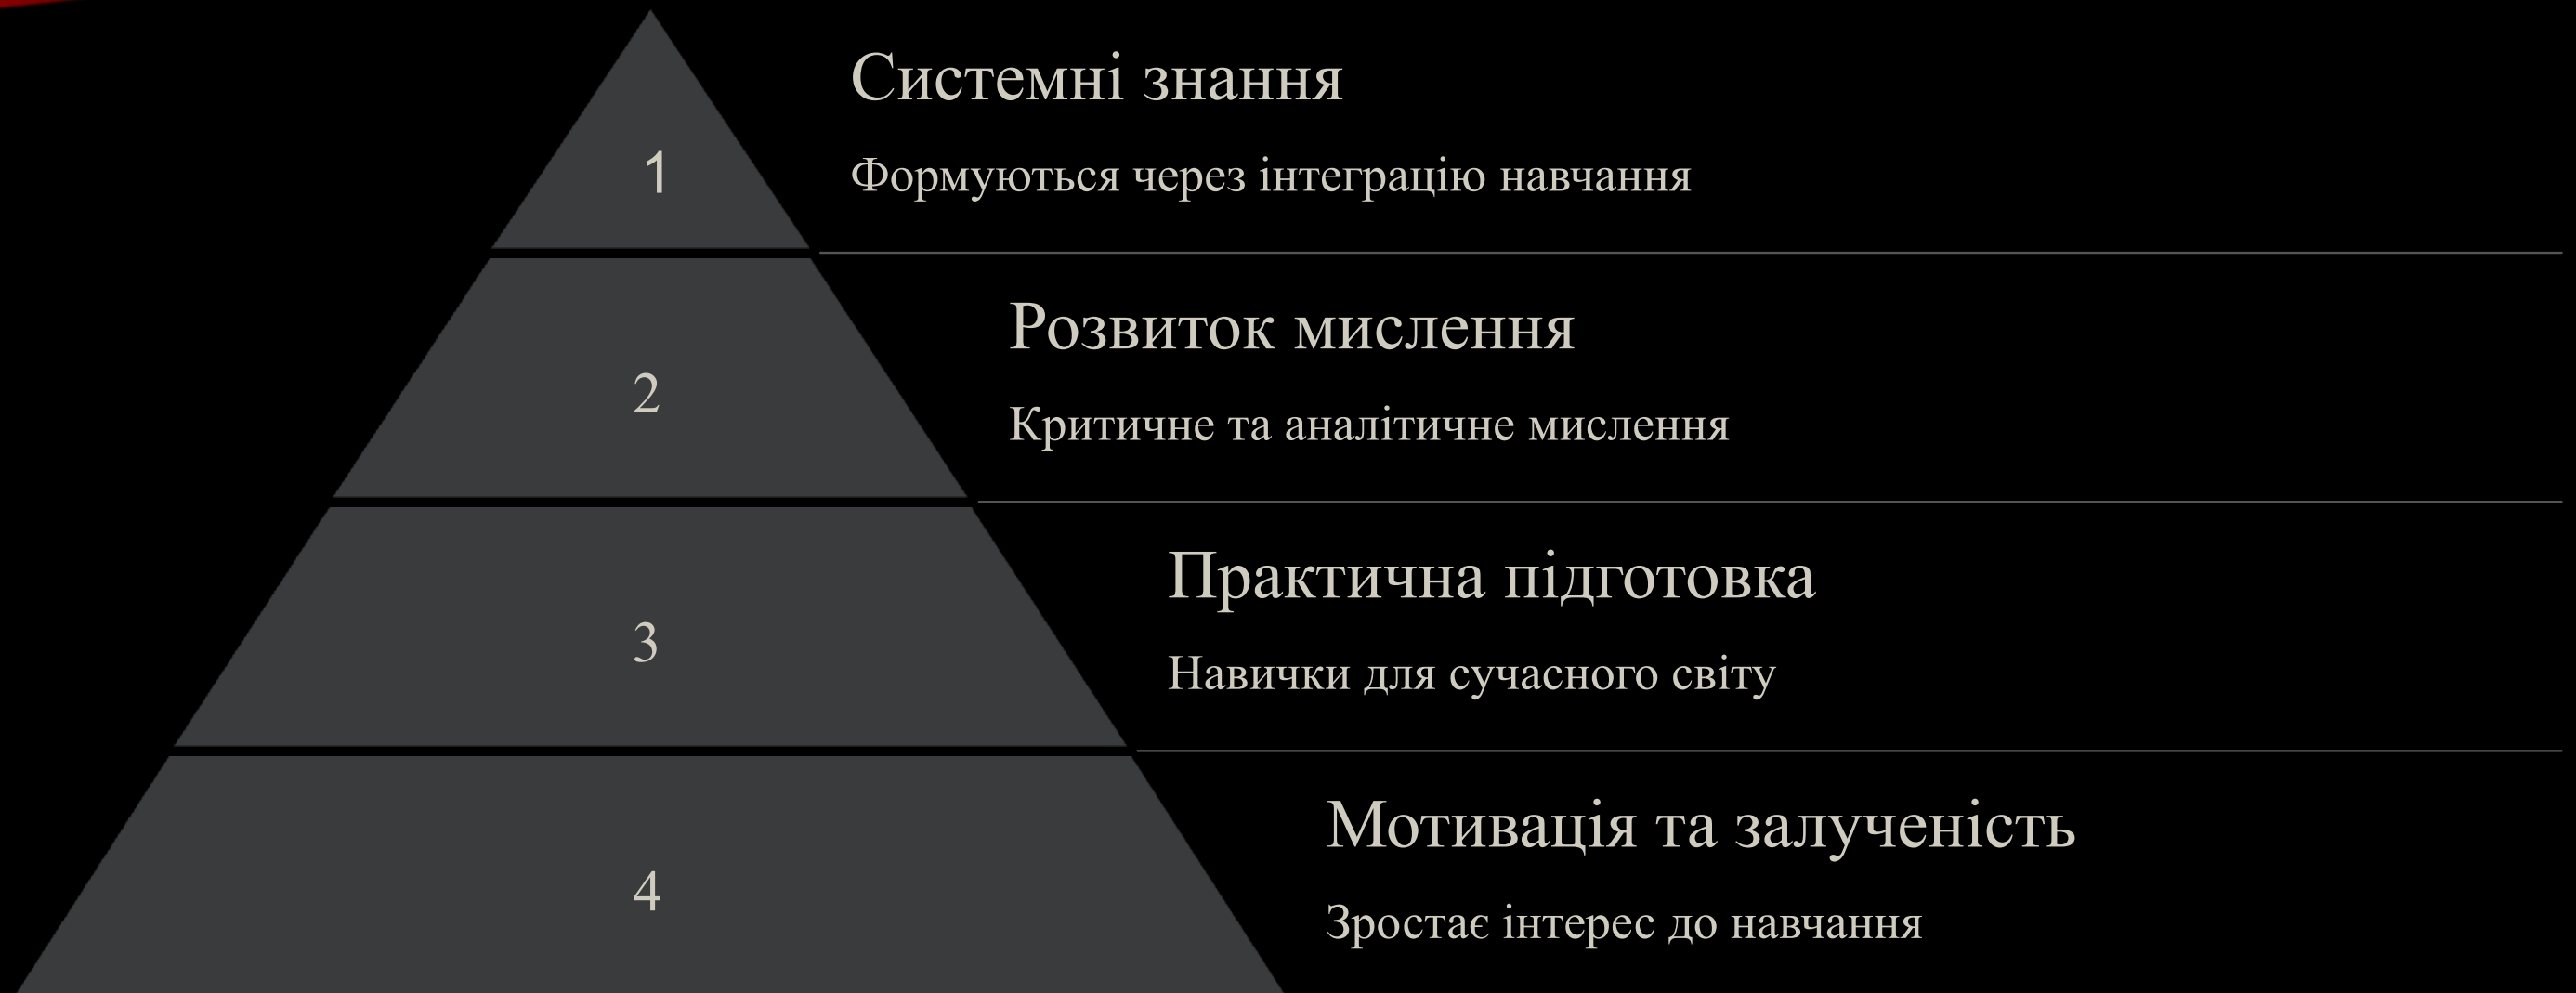 1
Системні знання
Формуються через інтеграцію навчання
2
Розвиток мислення
Критичне та аналітичне мислення
3
Практична підготовка
Навички для сучасного світу
4
Мотивація та залученість
Зростає інтерес до навчання